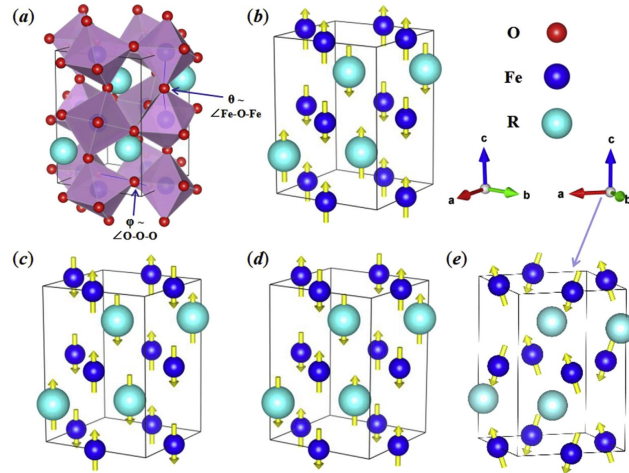 (a)
θ ~
∠Fe-O-Fe
φ ~
∠O-O-O
(b)
O
Fe
R
c
a
b
c
a
b
(c)
(d)
(e)